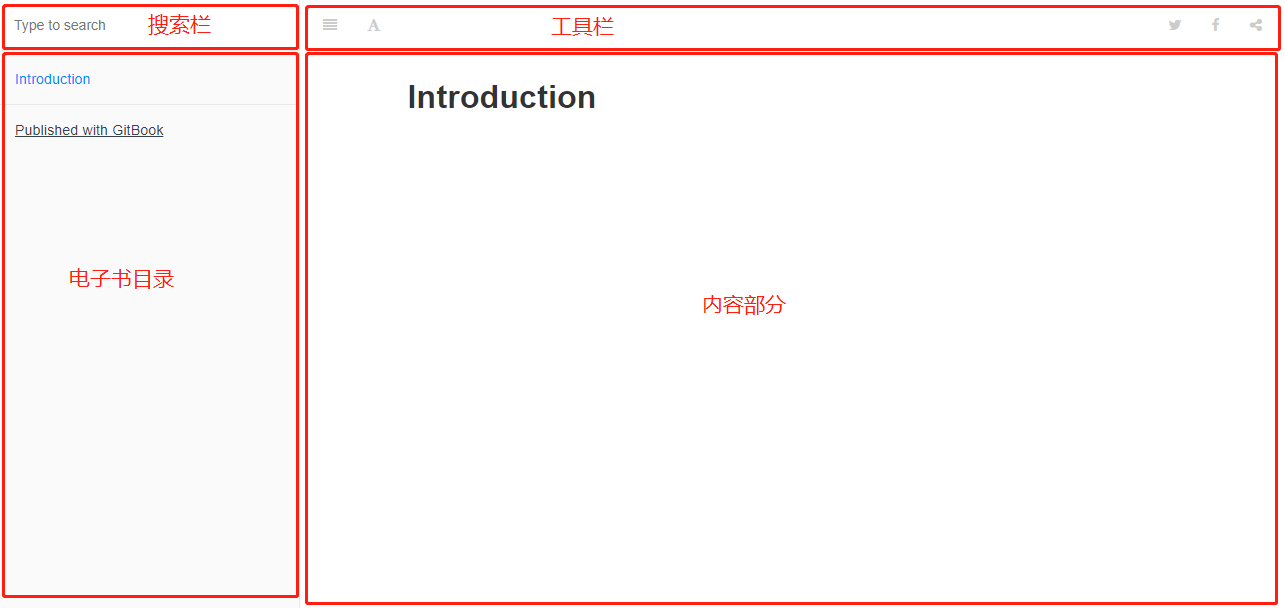 Type to search 搜索栏
A 工具栏
Introduction
Published with GitBook
电子书目录
Introduction
内容部分